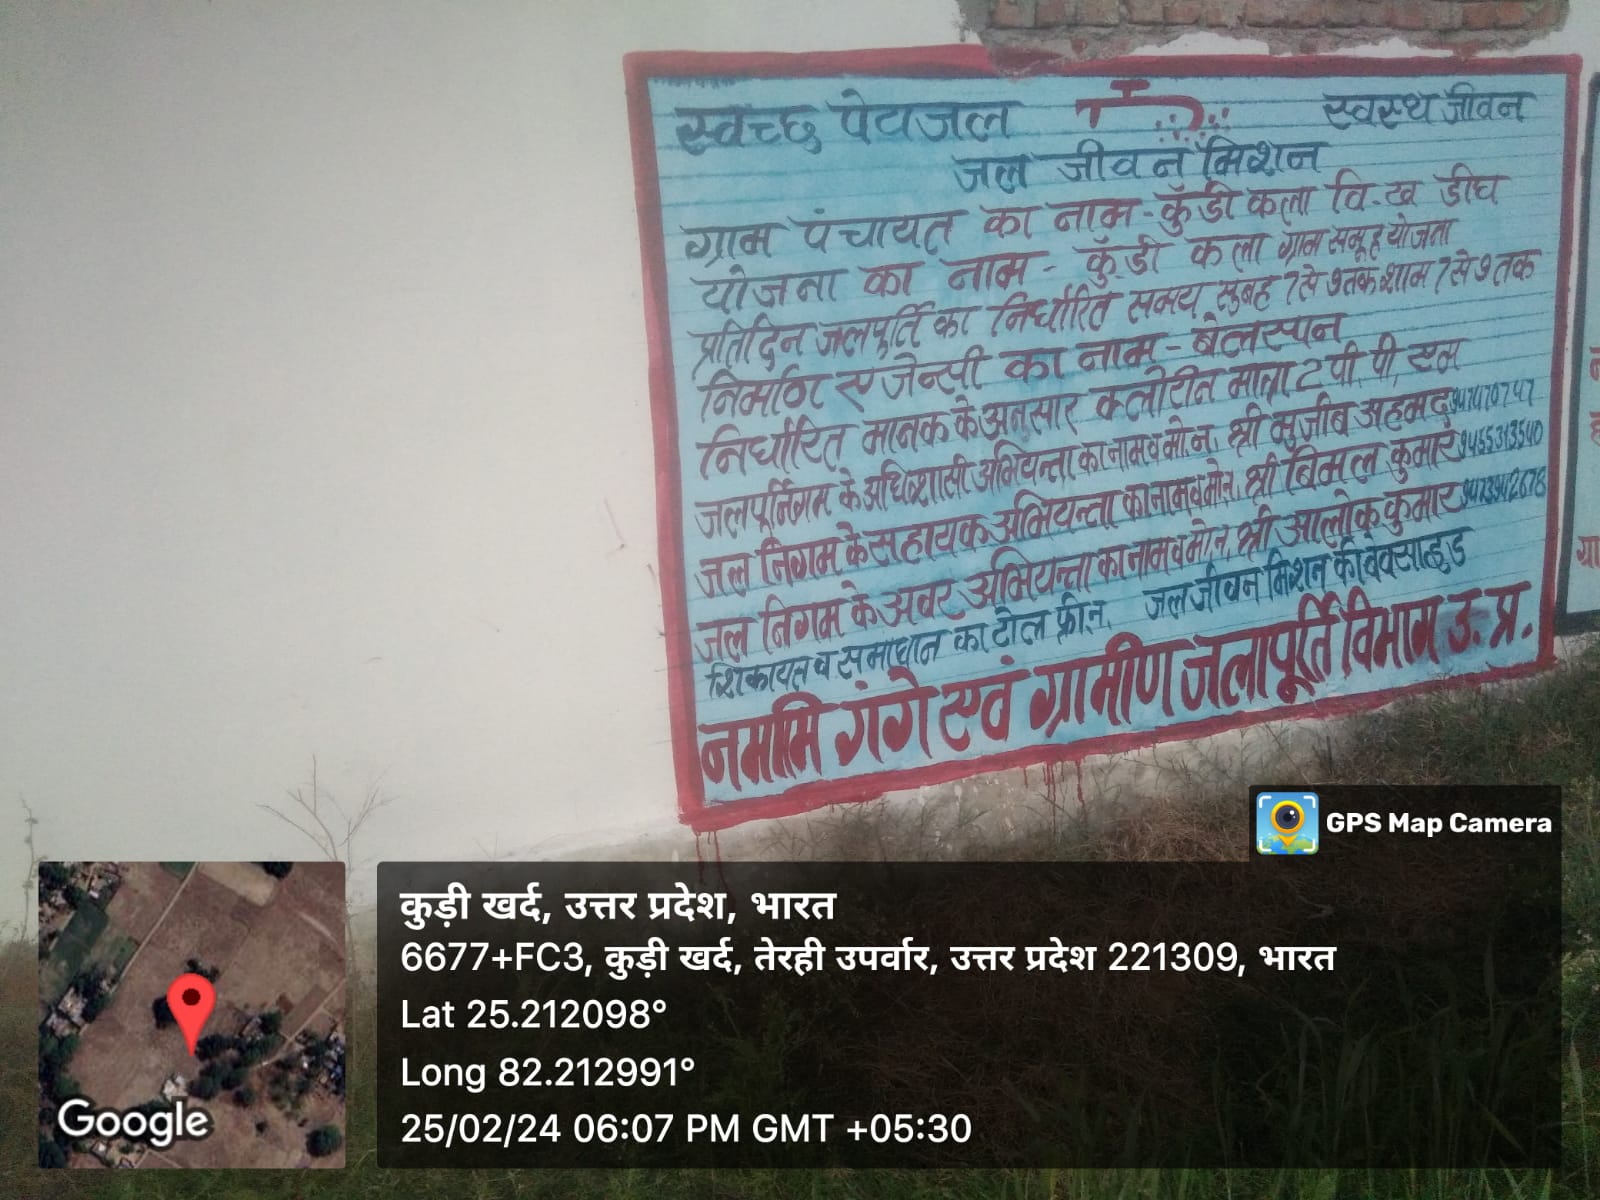 स्वच्छ पेयजल
स्वस्थ जीवन
जल जीवन मिशन
ग्राम पंचायत का नाम - कुँडी कला वि. ख डीघ
योजना का नाम - कुँडी कला ग्राम समूह योजना
प्रतिदिन जलपूर्ति का निर्धारित समय सुबह 7 से 9 तक शाम 7 से 9 तक
निर्माण एजेन्सी का नाम - बेलस्पान
निर्धारित मानक के अनुसार क्लोरीन मात्रा 2 पी. पी. एम
जलपूर्निगम के अधिशासी अभियन्ता का नाम व मो. न. श्री मुजीब अहमद
जल निगम के सहायक अभियन्ता का नाम व मो. न. श्री बिमल कुमार 9455313540
जल निगम के अवर अभियन्ता का नाम व मो. न. श्री आलोक कुमार 9473942678
शिकायत व समाधान का टोल फ्री. न. जल जीवन मिशन की वेवसाइड
नमामि गंगे एवं ग्रामीण जलापूर्ति विभाग उ. प्र.
GPS Map Camera
कुड़ी खर्द, उत्तर प्रदेश, भारत
6677+FC3, कुड़ी खर्द, तेरही उपर्वार, उत्तर प्रदेश 221309, भारत
Lat 25.212098°
Long 82.212991°
25/02/24 06:07 PM GMT +05:30
Google